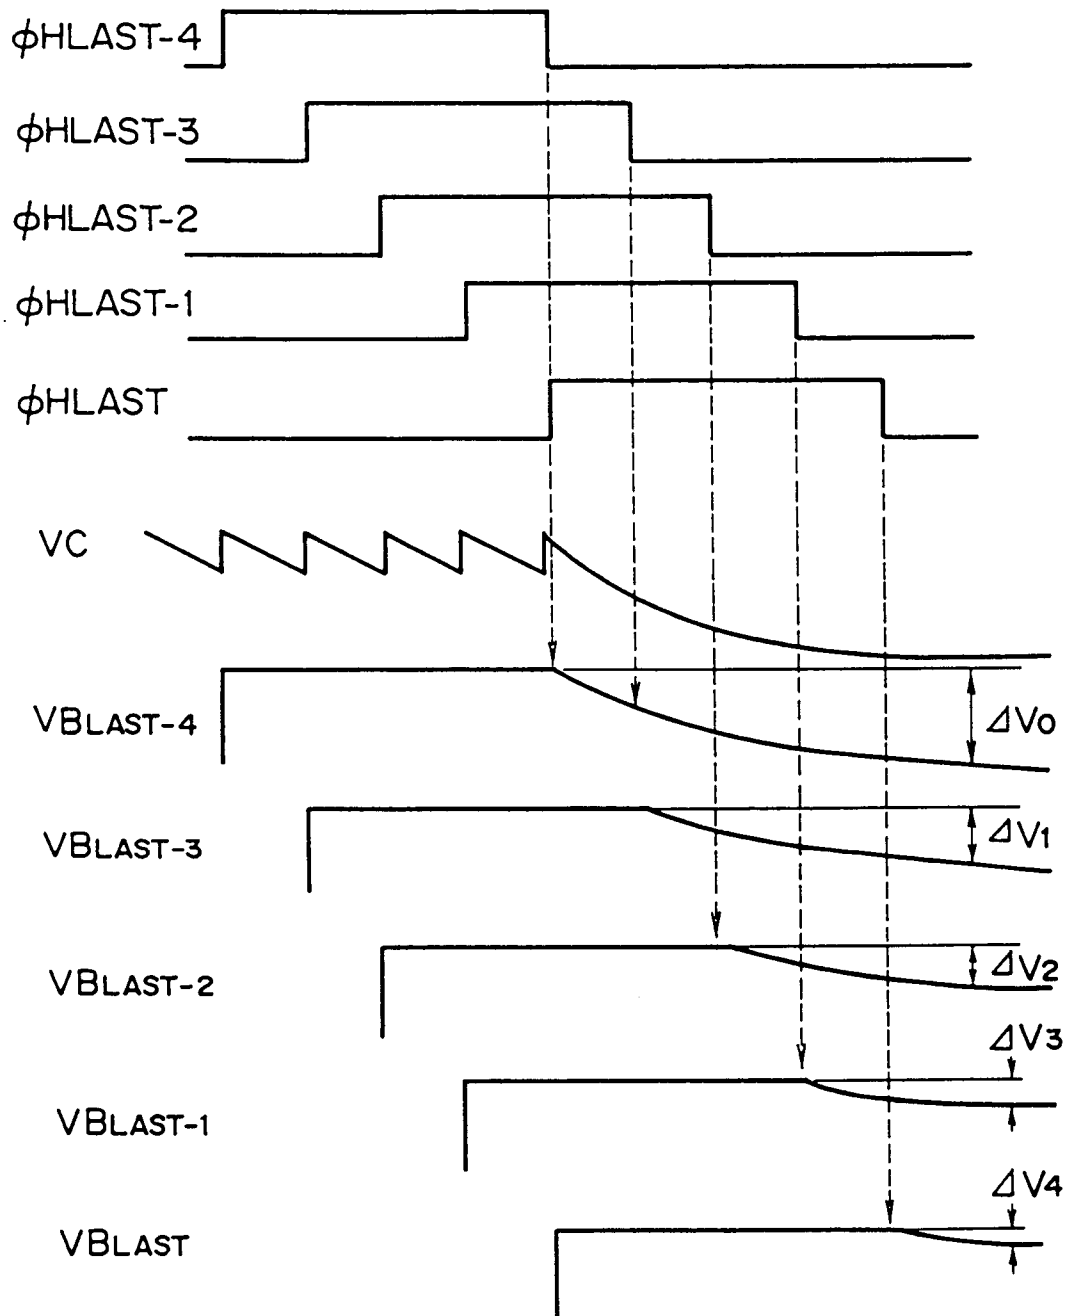 ϕHLAST-4
ϕHLAST-3
ϕHLAST-2
ϕHLAST-1
ϕHLAST
VC
VBLAST-4
ΔV0
VBLAST-3
ΔV1
VBLAST-2
ΔV2
ΔV3
VBLAST-1
ΔV4
VBLAST